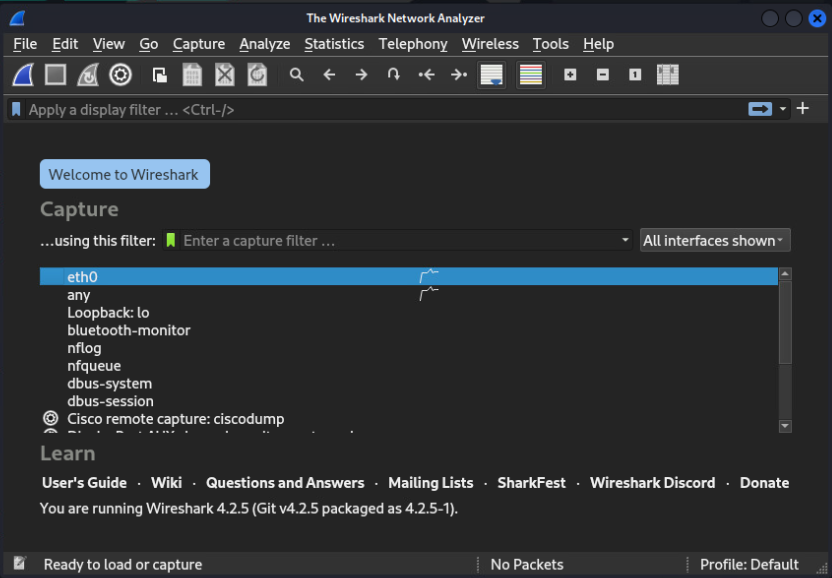 The Wireshark Network Analyzer
File Edit View Go Capture Analyze Statistics Telephony Wireless Tools Help
Apply a display filter … <Ctrl-/>
Welcome to Wireshark
Capture
…using this filter: Enter a capture filter … All interfaces shown
eth0
any
Loopback: lo
bluetooth-monitor
nflog
nfqueue
dbus-system
dbus-session
Cisco remote capture: ciscodump
Learn
User's Guide · Wiki · Questions and Answers · Mailing Lists · SharkFest · Wireshark Discord · Donate
You are running Wireshark 4.2.5 (Git v4.2.5 packaged as 4.2.5-1).
Ready to load or capture No Packets Profile: Default